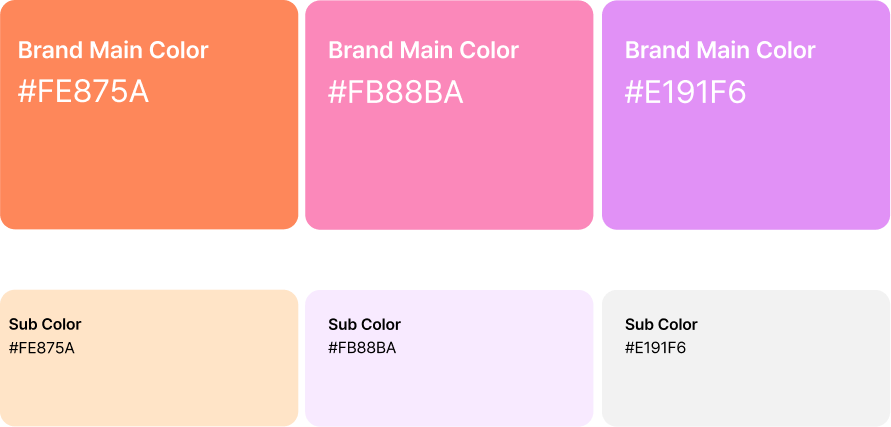 Brand Main Color
#FE875A
Brand Main Color
#FB88BA
Brand Main Color
#E191F6
Sub Color
#FE875A
Sub Color
#FB88BA
Sub Color
#E191F6